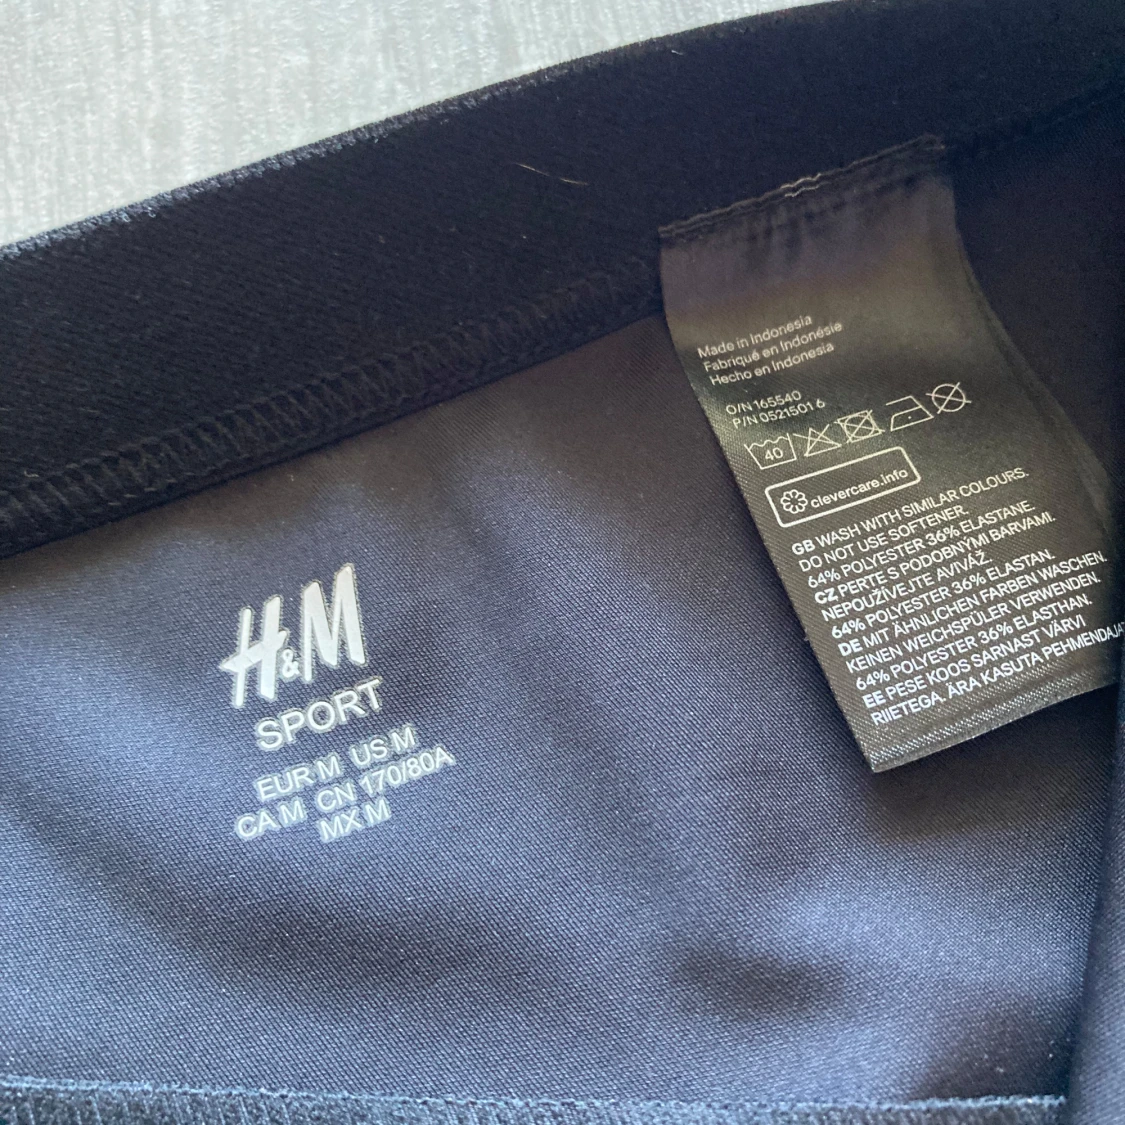 H&M
SPORT
EUR M US M
CA M CN 170/80A
MX M
Made in Indonesia
Fabriqué en Indonésie
Hecho en Indonesia
O/N 165540
P/N 0521501 6
40
clevercare.info
GB WASH WITH SIMILAR COLOURS.
DO NOT USE SOFTENER.
64% POLYESTER 36% ELASTANE.
CZ PERTE S PODOBNÝMI BARVAMI.
NEPOUŽÍVEJTE AVIVÁŽ.
64% POLYESTER 36% ELASTAN.
DE MIT ÄHNLICHEN FARBEN WASCHEN.
KEINEN WEICHSPÜLER VERWENDEN.
64% POLYESTER 36% ELASTHAN.
EE PESE KOOS SARNAST VÄRVI
RIIETEGA. ÄRA KASUTA PEHMENDAJAT